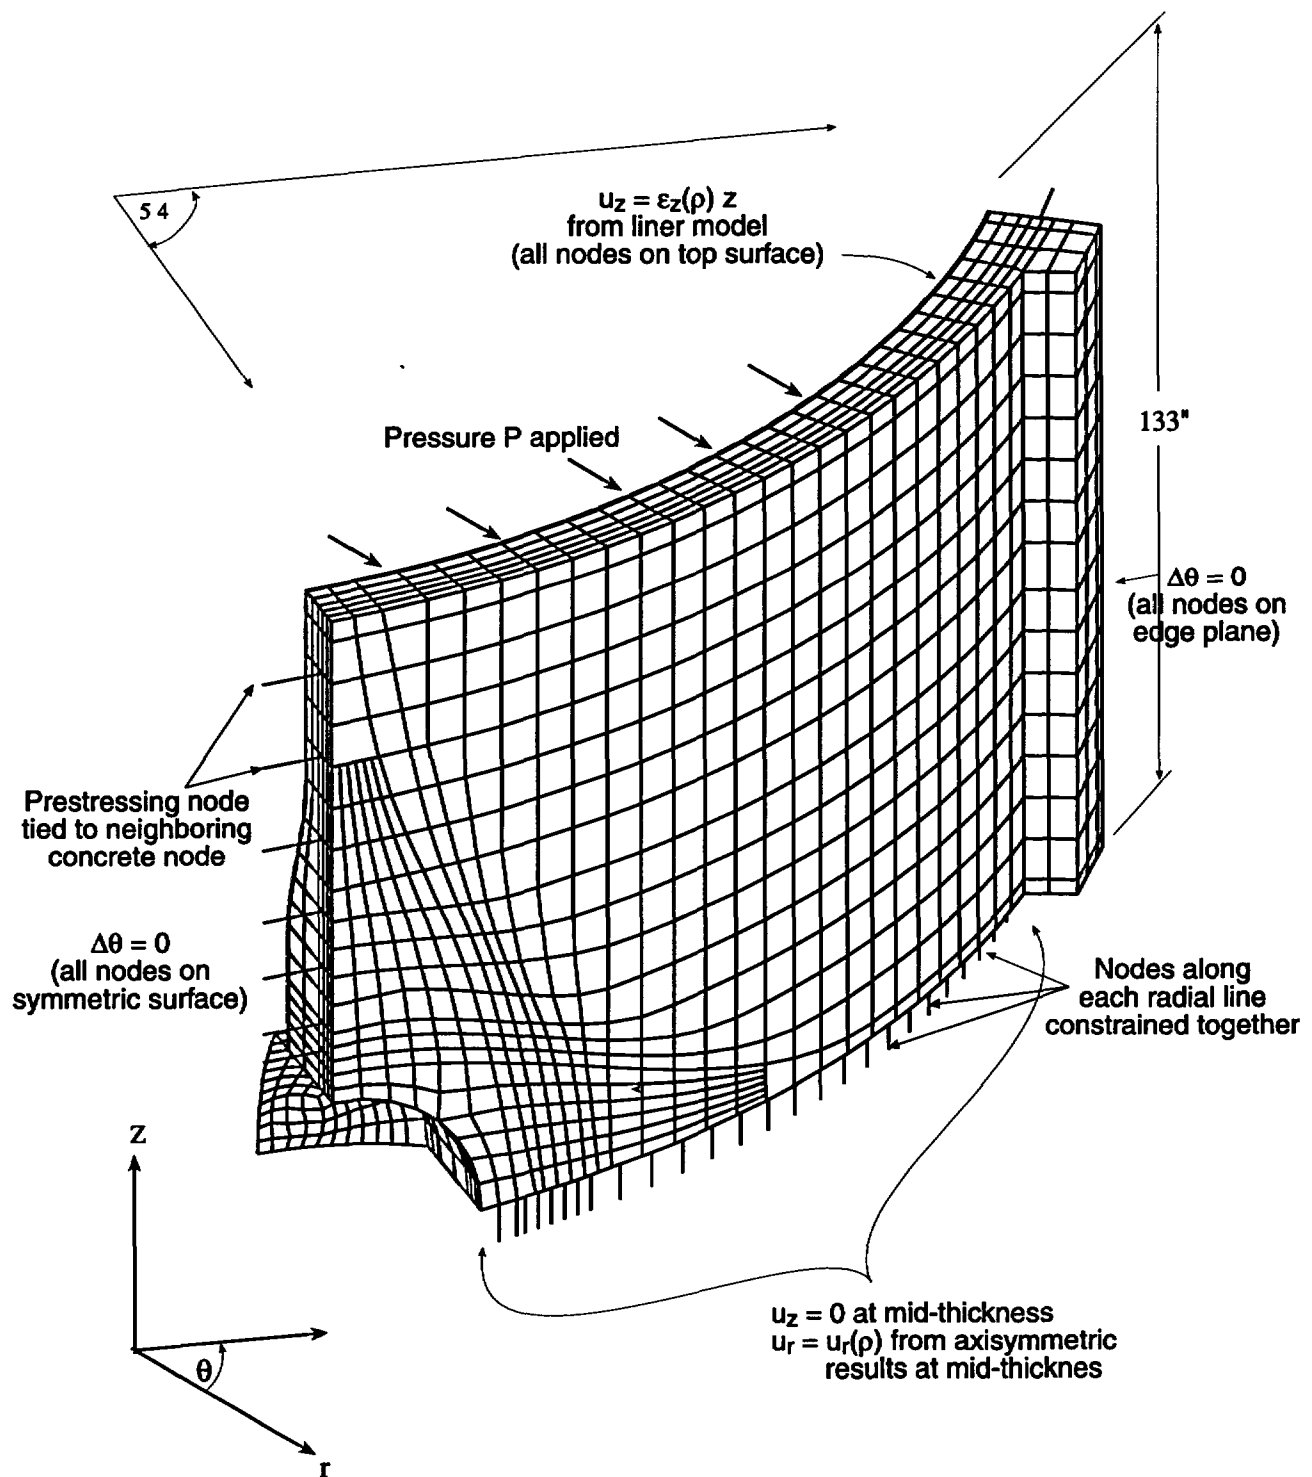 54
u_z = ε_z(ρ) z
from liner model
(all nodes on top surface)
133"
Pressure P applied
Δθ = 0
(all nodes on
edge plane)
Prestressing node
tied to neighboring
concrete node
Δθ = 0
(all nodes on
symmetric surface)
Nodes along
each radial line
constrained together
z
θ
r
u_z = 0 at mid-thickness
u_r = u_r(ρ) from axisymmetric
results at mid-thicknes